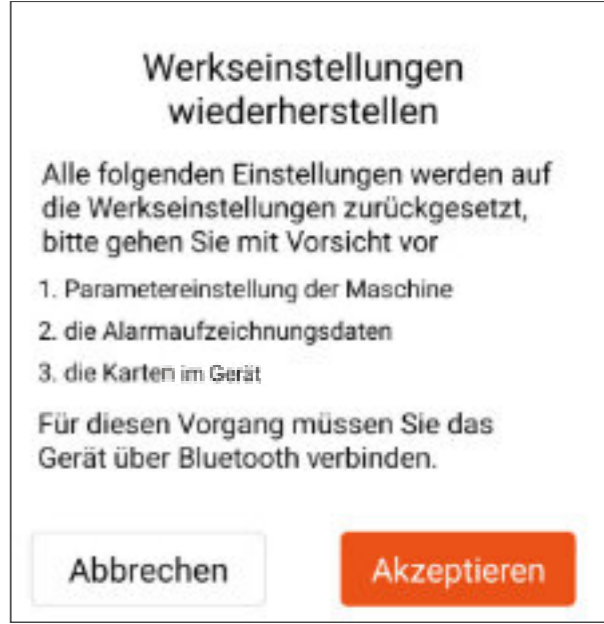 Werkseinstellungen
wiederherstellen
Alle folgenden Einstellungen werden auf
die Werkseinstellungen zurückgesetzt,
bitte gehen Sie mit Vorsicht vor
1. Parametereinstellung der Maschine
2. die Alarmaufzeichnungsdaten
3. die Karten im Gerät
Für diesen Vorgang müssen Sie das
Gerät über Bluetooth verbinden.
Abbrechen
Akzeptieren